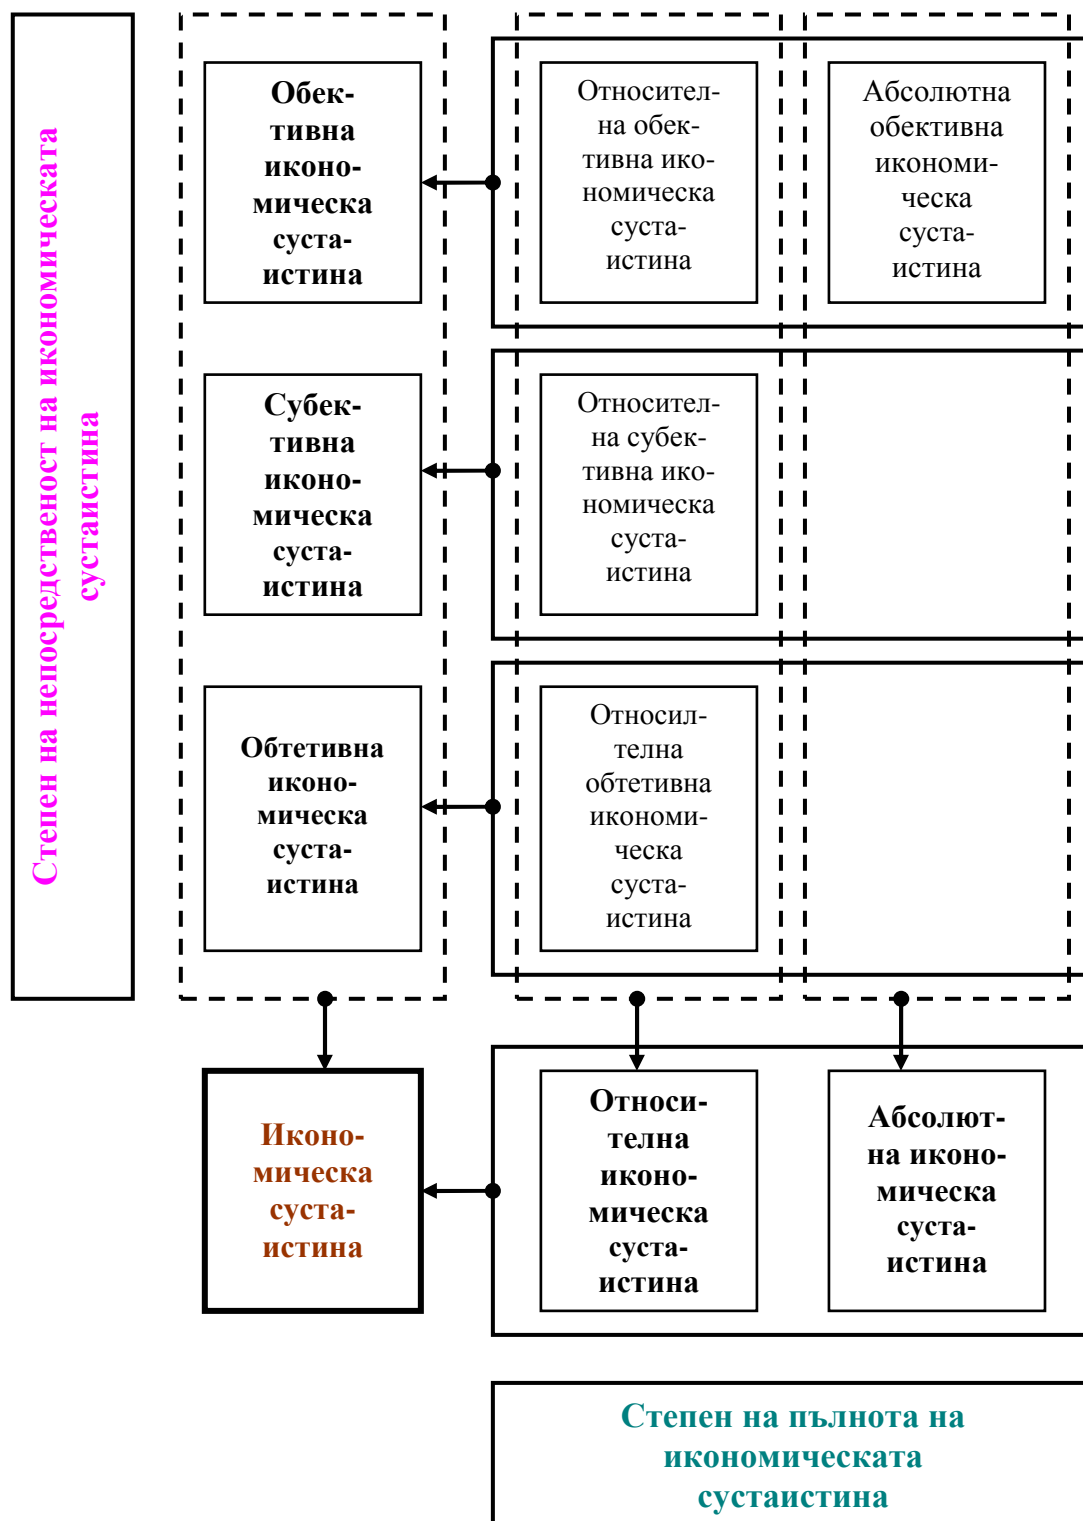 Степен на непосредственост на икономическата
сустаистина
Обек-
тивна
иконо-
мическа
суста-
истина
Относител-
на обек-
тивна ико-
номическа
суста-
истина
Абсолютна
обективна
икономи-
ческа
суста-
истина
Субек-
тивна
иконо-
мическа
суста-
истина
Относител-
на субек-
тивна ико-
номическа
суста-
истина
Обтетивна
иконо-
мическа
суста-
истина
Относил-
телна
обтетивна
икономи-
ческа
суста-
истина
Иконо-
мическа
суста-
истина
Относи-
телна
иконо-
мическа
суста-
истина
Абсолют-
на иконо-
мическа
суста-
истина
Степен на пълнота на
икономическата
сустаистина